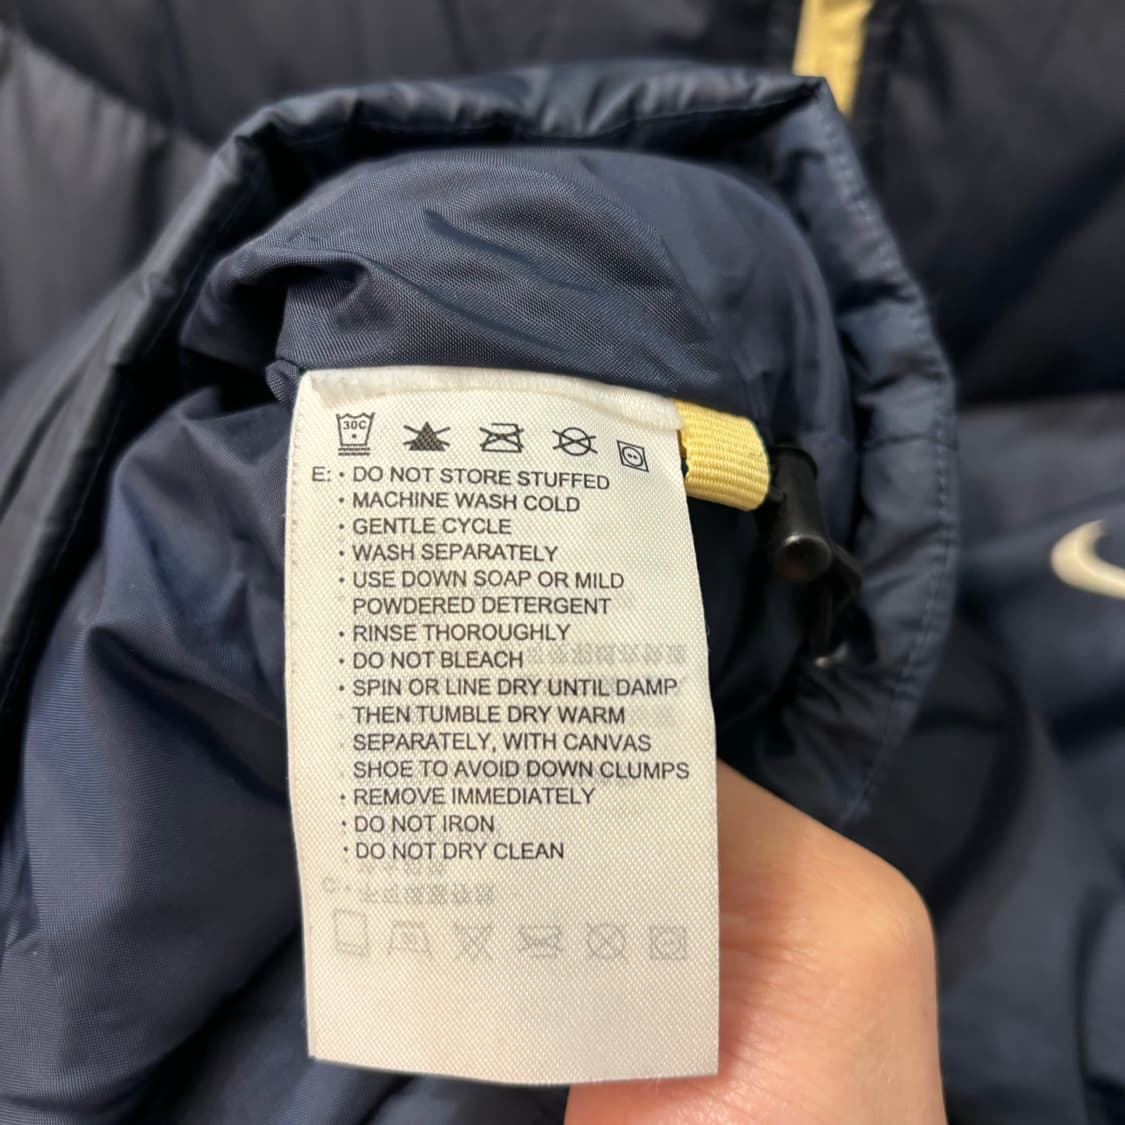 30C
E: • DO NOT STORE STUFFED
• MACHINE WASH COLD
• GENTLE CYCLE
• WASH SEPARATELY
• USE DOWN SOAP OR MILD
POWDERED DETERGENT
• RINSE THOROUGHLY
• DO NOT BLEACH
• SPIN OR LINE DRY UNTIL DAMP
THEN TUMBLE DRY WARM
SEPARATELY, WITH CANVAS
SHOE TO AVOID DOWN CLUMPS
• REMOVE IMMEDIATELY
• DO NOT IRON
• DO NOT DRY CLEAN